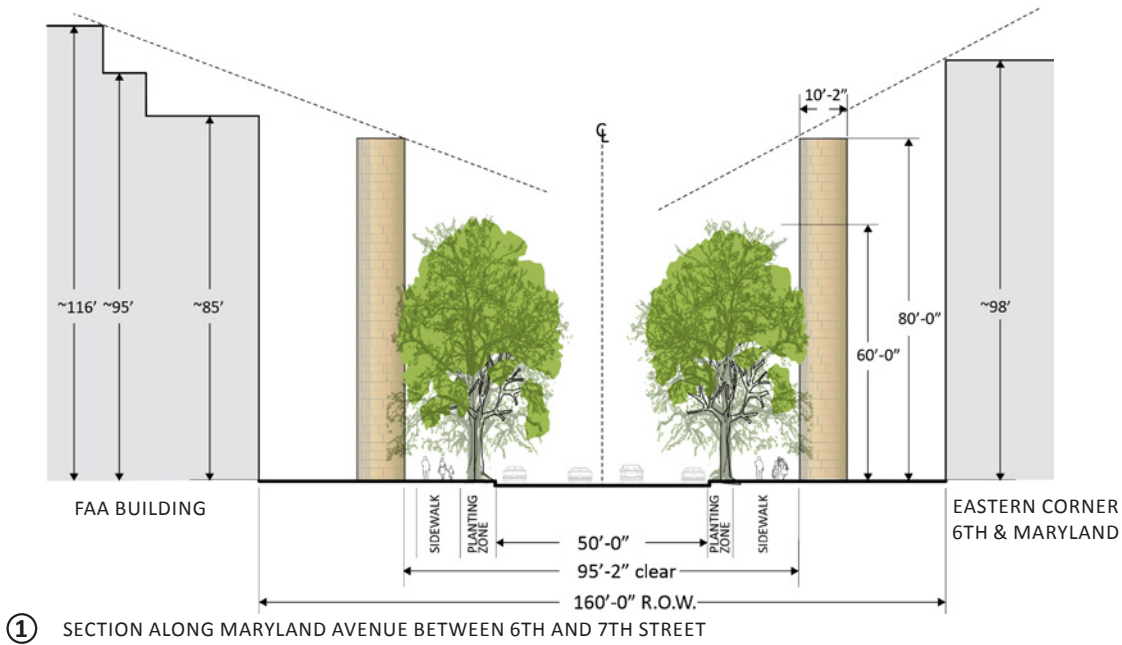 10’-2”
℄
~116’
~95’
~85’
80’-0”
60’-0”
~98’
FAA BUILDING
EASTERN CORNER
6TH & MARYLAND
SIDEWALK
PLANTING
ZONE
PLANTING
ZONE
SIDEWALK
50’-0”
95’-2” clear
160’-0” R.O.W.
1 SECTION ALONG MARYLAND AVENUE BETWEEN 6TH AND 7TH STREET